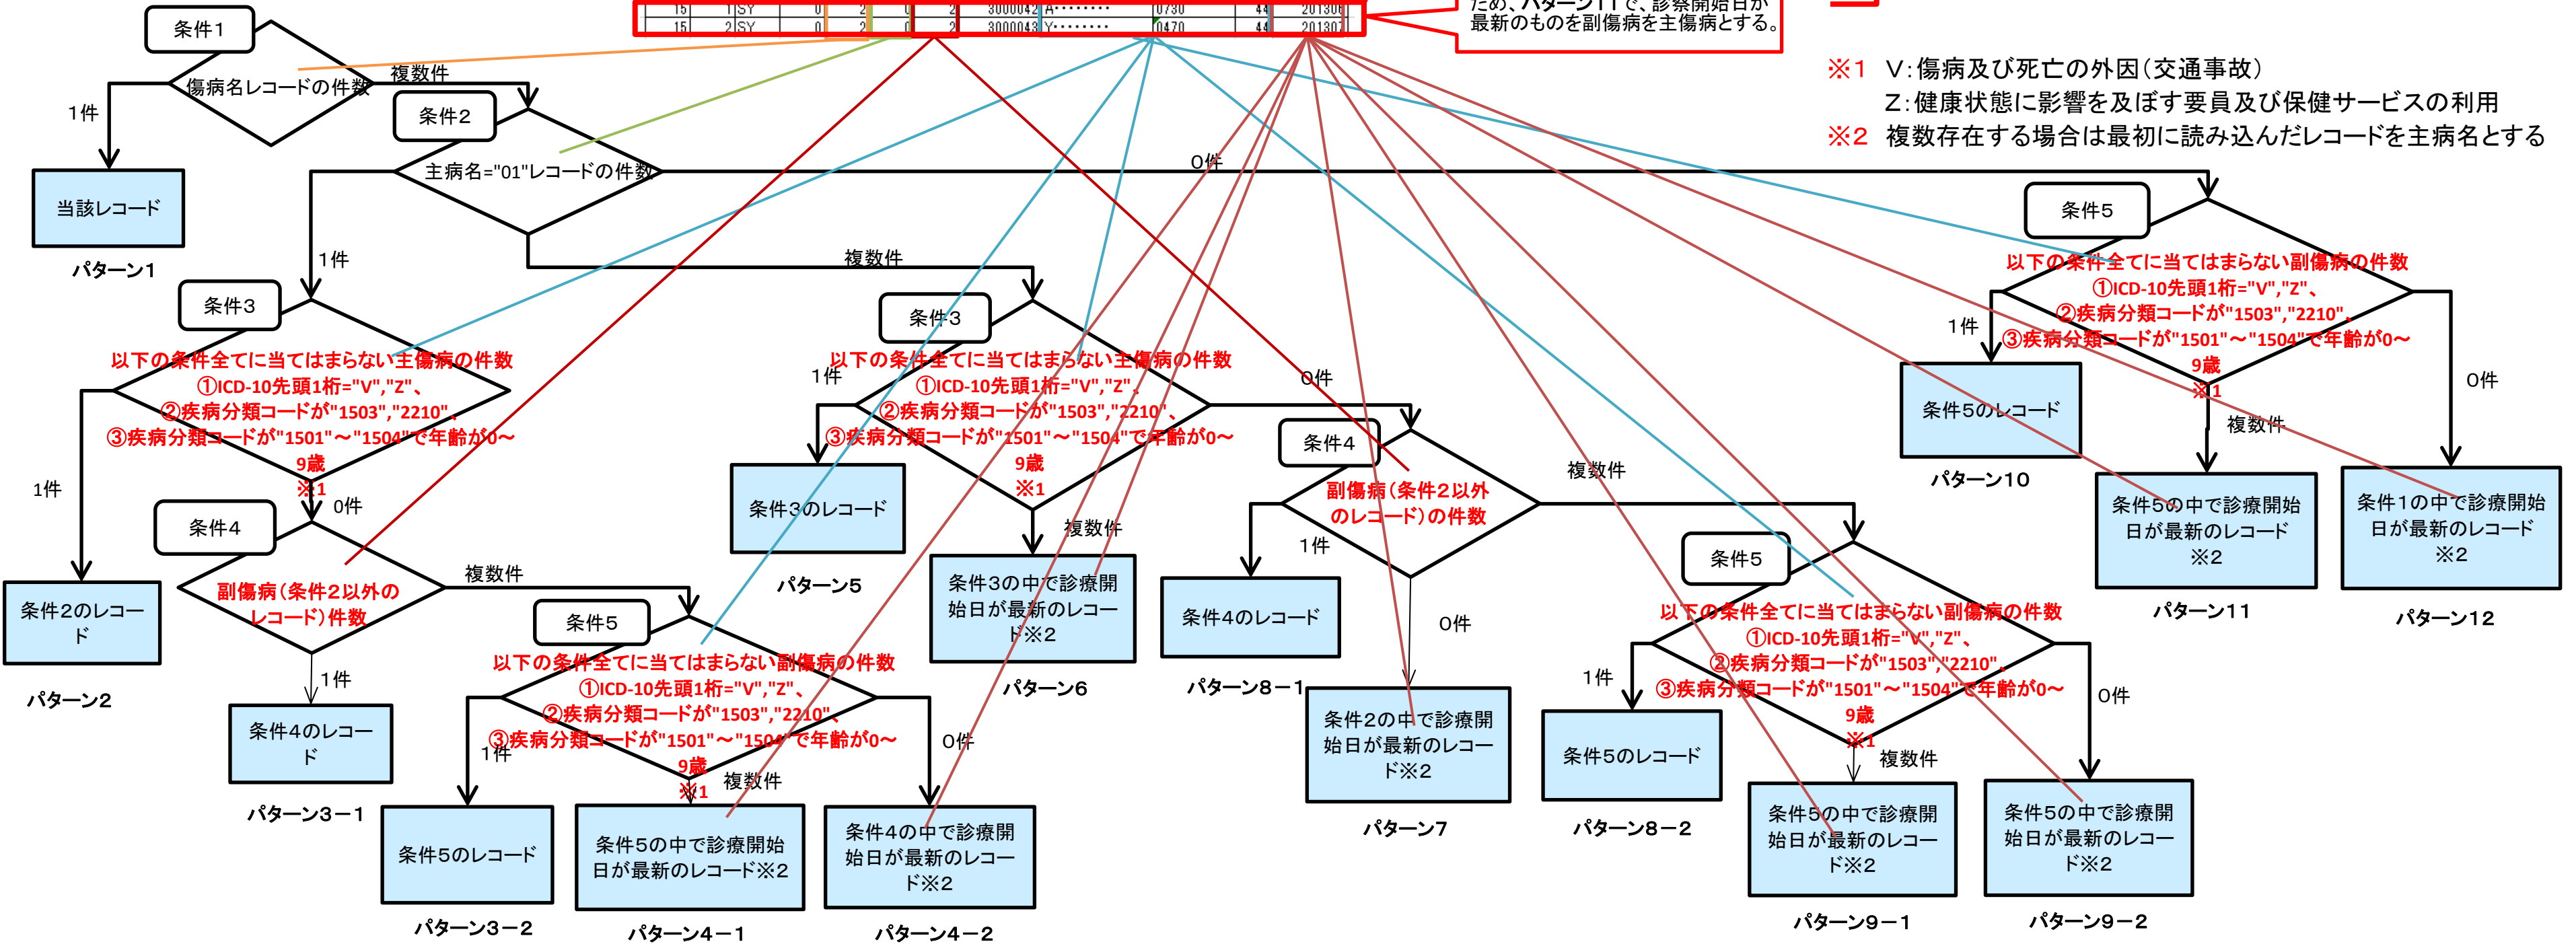 15 1 SY 0 2 0 2 3000042 A‥‥‥‥ 0730 44 201306
15 2 SY 0 2 0 2 3000043 Y‥‥‥‥ 0470 44 201307
ため、パターン11で、診察開始日が
最新のものを副傷病を主傷病とする。
※1 V:傷病及び死亡の外因(交通事故)
Z:健康状態に影響を及ぼす要員及び保健サービスの利用
※2 複数存在する場合は最初に読み込んだレコードを主病名とする
条件1
傷病名レコードの件数
1件
複数件
当該レコード
パターン1
条件2
主病名="01"レコードの件数
1件
複数件
0件
条件3
以下の条件全てに当てはまらない主傷病の件数
①ICD-10先頭1桁="V","Z"、
②疾病分類コードが"1503","2210"、
③疾病分類コードが"1501"~"1504"で年齢が0~
9歳
※1
1件
0件
条件2のレコー
ド
パターン2
条件4
副傷病(条件2以外の
レコード)件数
複数件
1件
条件4のレコー
ド
パターン3-1
条件5
以下の条件全てに当てはまらない副傷病の件数
①ICD-10先頭1桁="V","Z"、
②疾病分類コードが"1503","2210"、
③疾病分類コードが"1501"~"1504"で年齢が0~
9歳
※1
1件
複数件
0件
条件5のレコード
パターン3-2
条件5の中で診療開始
日が最新のレコード※2
パターン4-1
条件4の中で診療開
始日が最新のレコー
ド※2
パターン4-2
条件3
以下の条件全てに当てはまらない主傷病の件数
①ICD-10先頭1桁="V","Z"、
②疾病分類コードが"1503","2210"、
③疾病分類コードが"1501"~"1504"で年齢が0~
9歳
※1
1件
複数件
0件
条件3のレコード
パターン5
条件3の中で診療開
始日が最新のレコー
ド※2
パターン6
条件4
副傷病(条件2以外
のレコード)の件数
1件
0件
複数件
条件4のレコード
パターン8-1
条件2の中で診療開
始日が最新のレコー
ド※2
パターン7
条件5
以下の条件全てに当てはまらない副傷病の件数
①ICD-10先頭1桁="V","Z"、
②疾病分類コードが"1503","2210"、
③疾病分類コードが"1501"~"1504"で年齢が0~
9歳
※1
1件
複数件
0件
条件5のレコード
パターン8-2
条件5の中で診療開
始日が最新のレコー
ド※2
パターン9-1
条件5の中で診療開
始日が最新のレコー
ド※2
パターン9-2
条件5
以下の条件全てに当てはまらない副傷病の件数
①ICD-10先頭1桁="V","Z"、
②疾病分類コードが"1503","2210"、
③疾病分類コードが"1501"~"1504"で年齢が0~
9歳
※1
1件
複数件
0件
条件5のレコード
パターン10
条件5の中で診療開始
日が最新のレコード
※2
パターン11
条件1の中で診療開始
日が最新のレコード
※2
パターン12